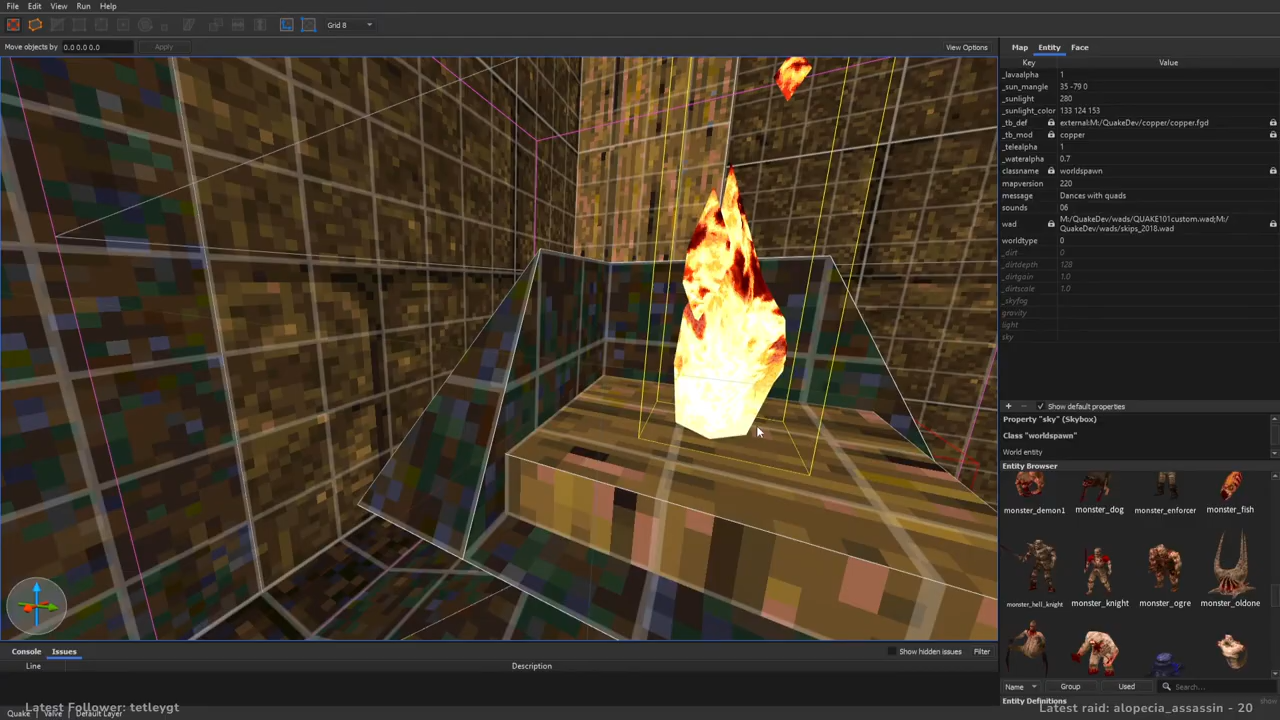 File Edit View Run Help
Grid 8
Move objects by 0.0 0.0 0.0 Apply View Options
Map Entity Face
Key Value
_lavaalpha 1
_sun_mangle 35 -79 0
_sunlight 280
_sunlight_color 133 124 153
_tb_def external:M:/QuakeDev/copper/copper.fgd
_tb_mod copper
_telealpha 1
_wateralpha 0.7
classname worldspawn
mapversion 220
message Dances with quads
sounds 06
wad M:/QuakeDev/wads/QUAKE101custom.wad;M:/
QuakeDev/wads/skips_2018.wad
worldtype 0
_dirt 0
_dirtdepth 128
_dirtgain 1.0
_dirtscale 1.0
_skyfog
gravity
light
sky
+ − Show default properties
Property "sky" (Skybox)
Class "worldspawn"
World entity
Entity Browser
monster_demon1 monster_dog monster_enforcer monster_fish
monster_hell_knight monster_knight monster_ogre monster_oldone
Console Issues Show hidden issues Filter
Line Description
Name Group Used Search...
Entity Definitions
Latest Follower: tetleygt
Latest raid: alopecia_assassin - 20
Quake Valve Default Layer